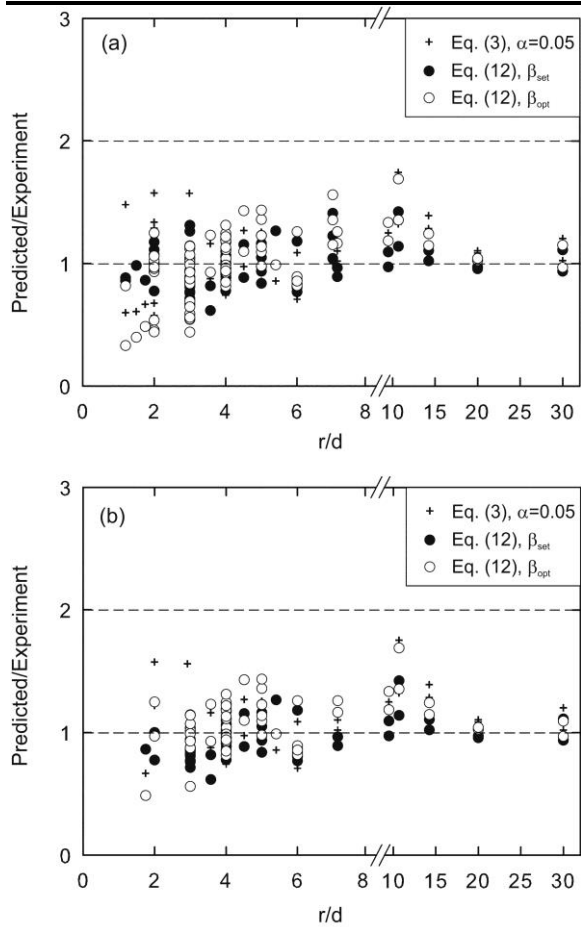 3
(a)
+ Eq. (3), α=0.05
● Eq. (12), βset
○ Eq. (12), βopt
Predicted/Experiment
2
1
0
0 2 4 6 8 10 15 20 25 30
r/d
3
(b)
+ Eq. (3), α=0.05
● Eq. (12), βset
○ Eq. (12), βopt
Predicted/Experiment
2
1
0
0 2 4 6 8 10 15 20 25 30
r/d